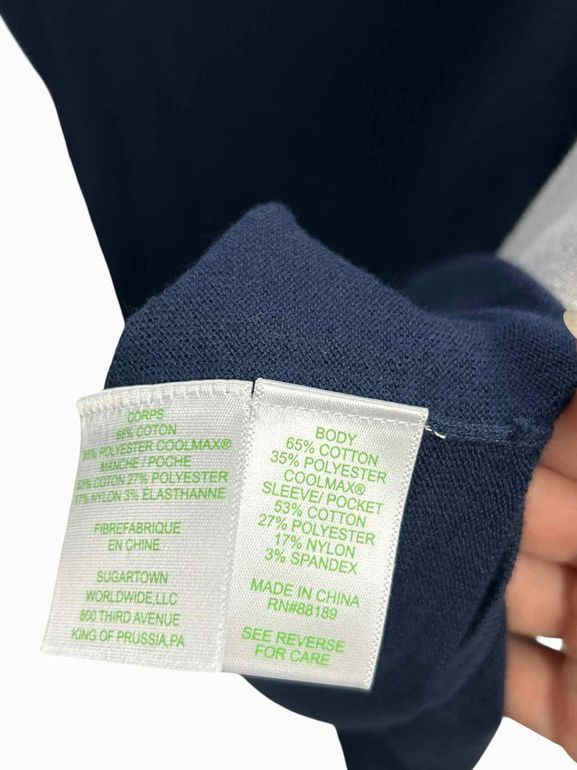 CORPS
65% COTON
35% POLYESTER COOLMAX®
MANCHE / POCHE
53% COTON 27% POLYESTER
17% NYLON 3% ÉLASTHANNE
FIBREFABRIQUE
EN CHINE
SUGARTOWN
WORLDWIDE,LLC
800 THIRD AVENUE
KING OF PRUSSIA,PA
BODY
65% COTTON
35% POLYESTER
COOLMAX®
SLEEVE/ POCKET
53% COTTON
27% POLYESTER
17% NYLON
3% SPANDEX
MADE IN CHINA
RN#88189
SEE REVERSE
FOR CARE